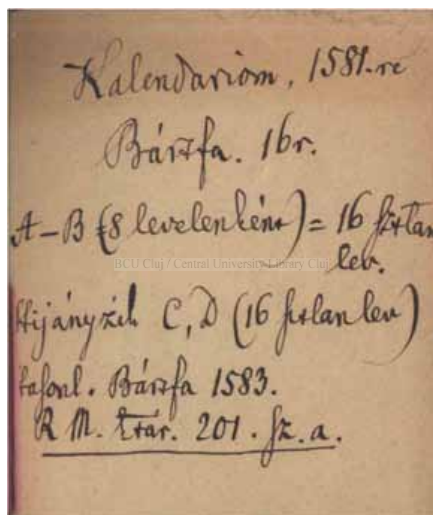 Kalendariom, 1581-re
Bártfa. 16r.
A–B (8 levelenként) = 16 sztlan
lev.
BCU Cluj / Central University Library Cluj
Hijányzik C, D (16 sztlan lev)
hasonl. Bártfa 1583.
R. M. Ktár. 201. sz. a.